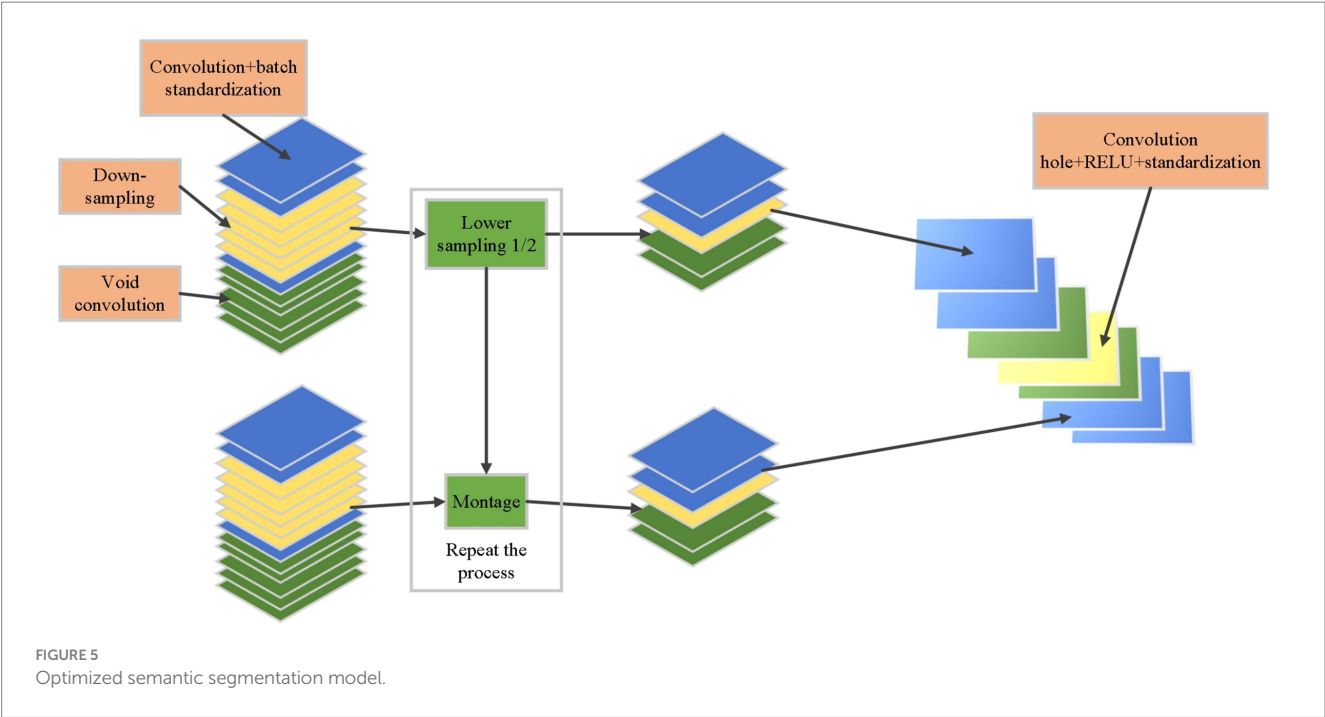 Convolution+batch
standardization
Down-
sampling
Void
convolution
Lower
sampling 1/2
Montage
Repeat the
process
Convolution
hole+RELU+standardization
FIGURE 5
Optimized semantic segmentation model.